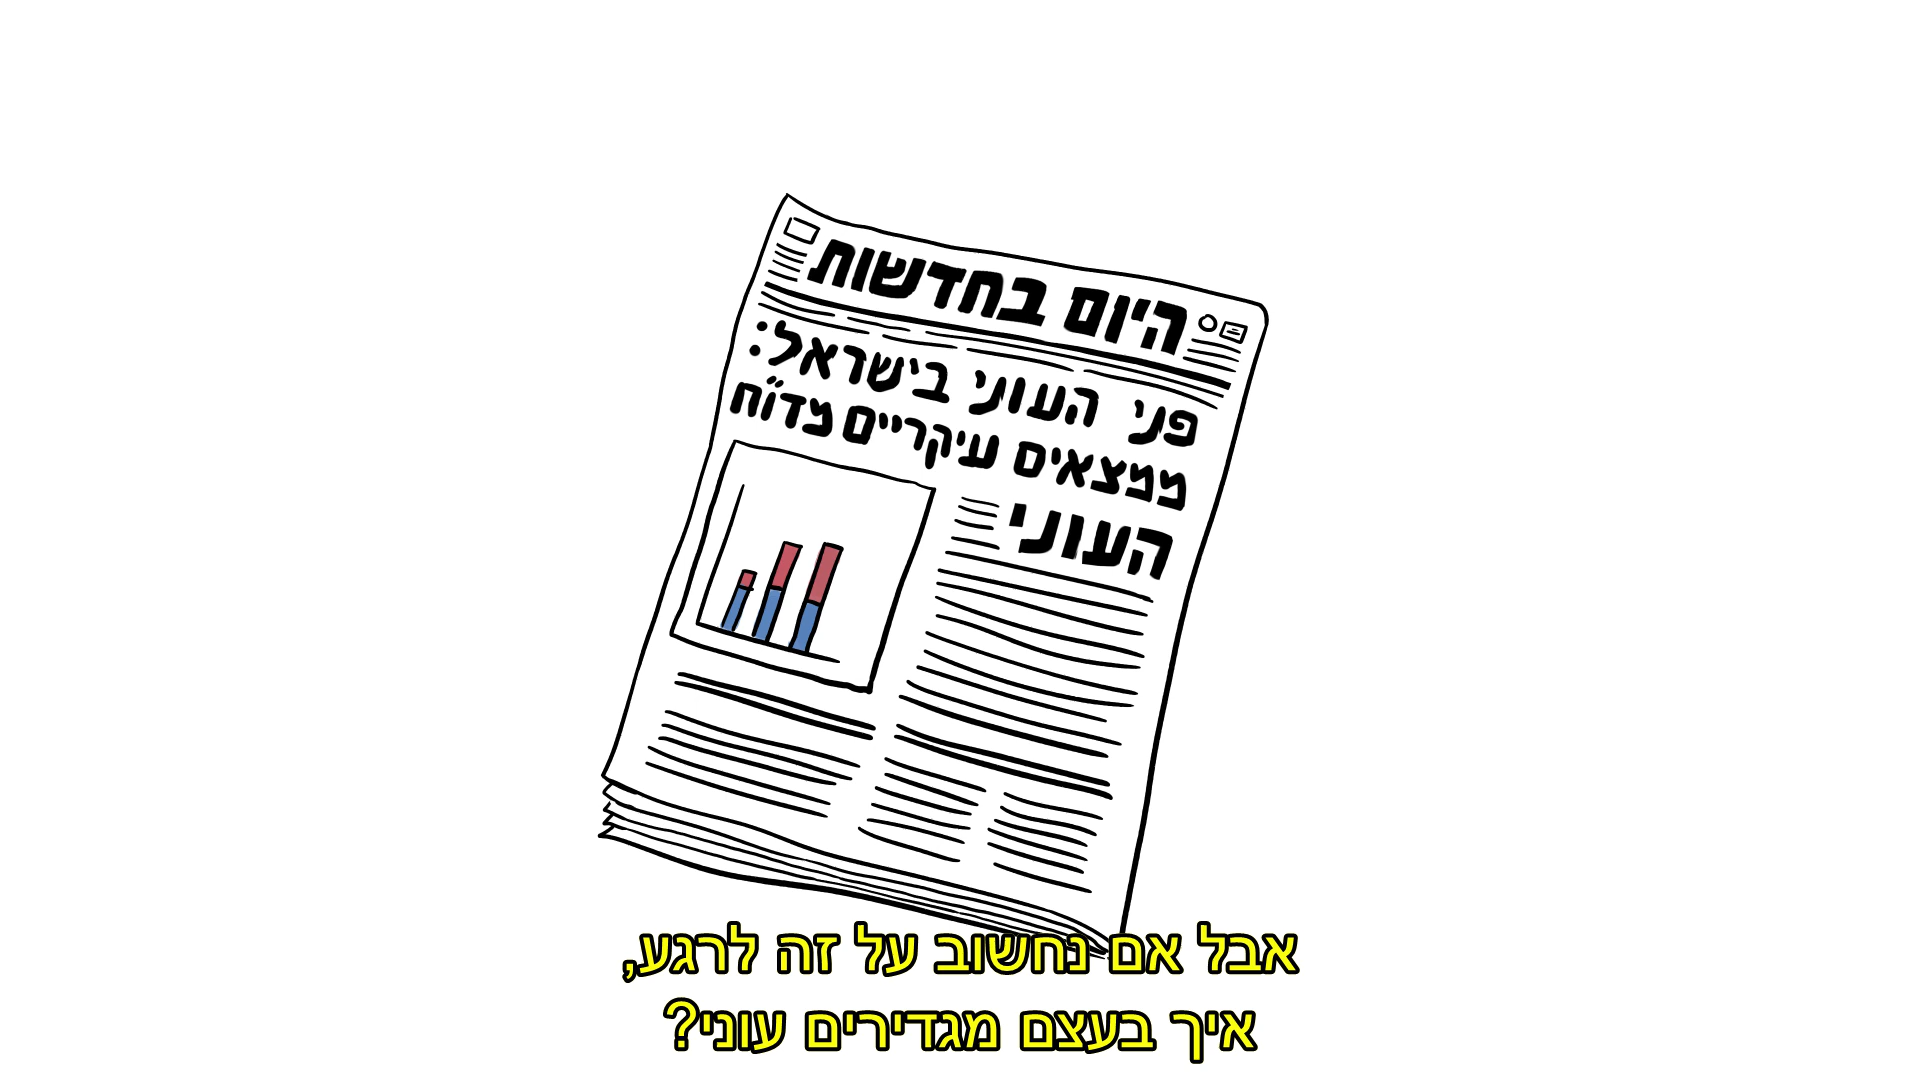 היום בחדשות
פני העוני בישראל:
ממצאים עיקריים מדו"ח
העוני
אבל אם נחשוב על זה לרגע,
איך בעצם מגדירים עוני?